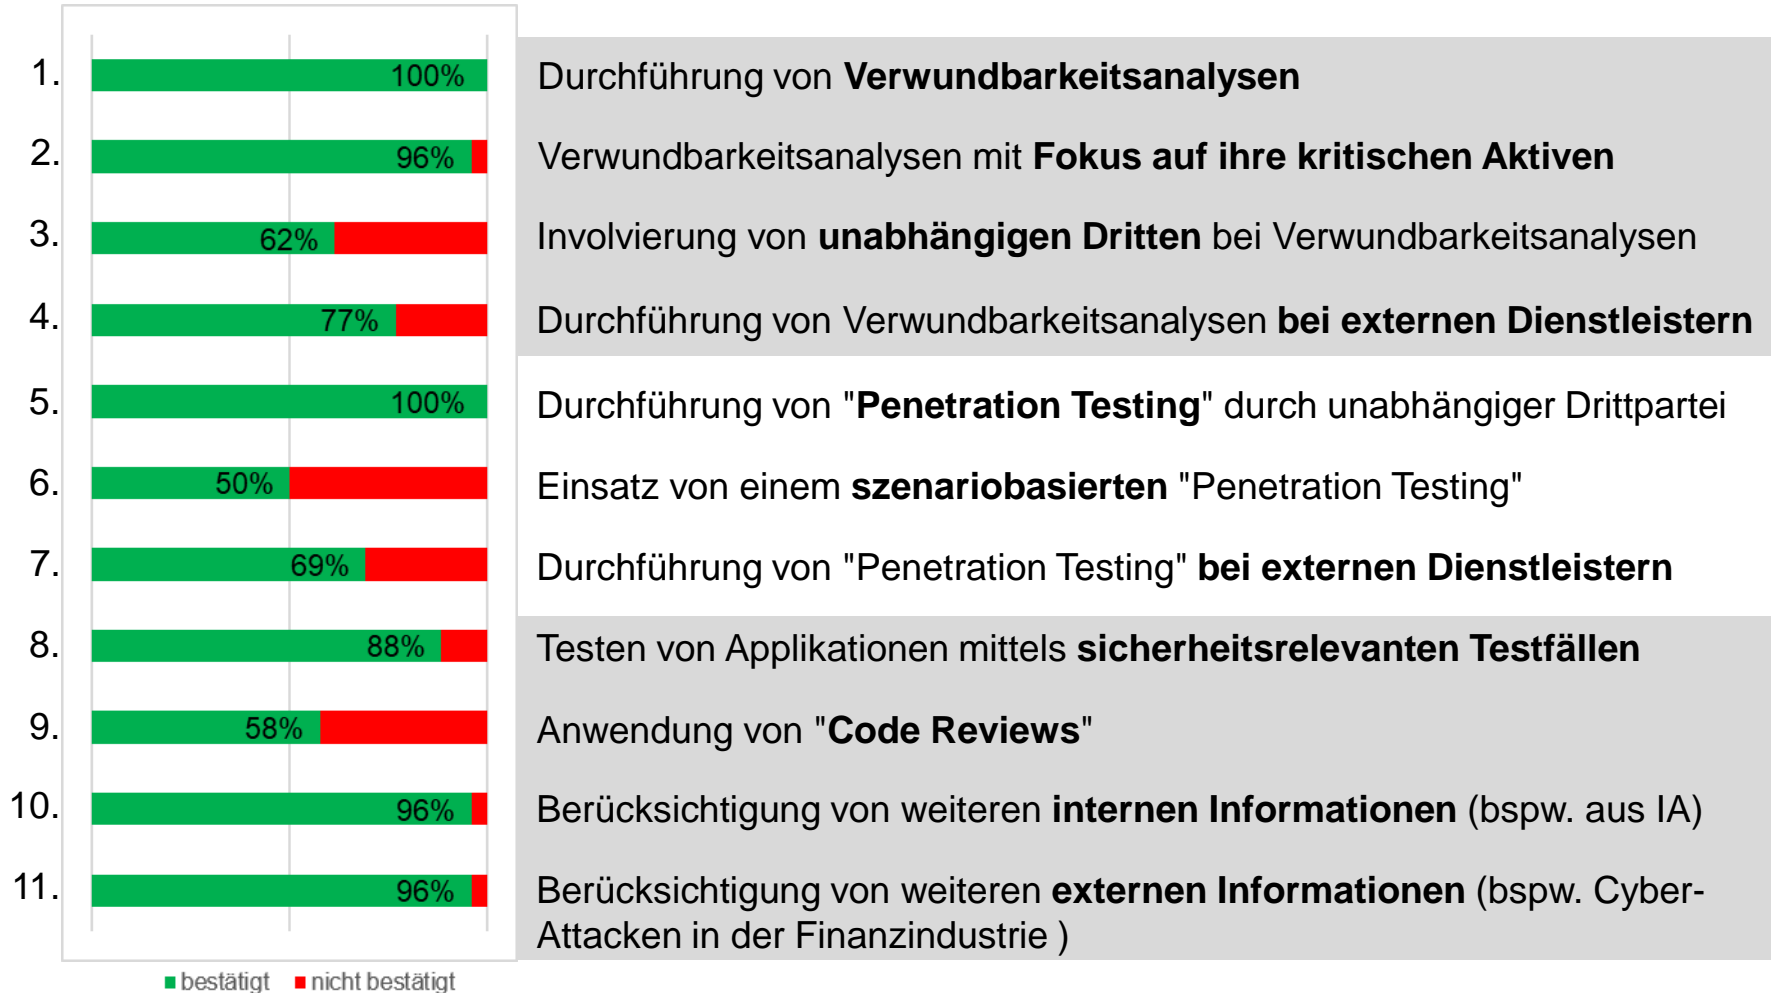 1. 100% Durchführung von Verwundbarkeitsanalysen
2. 96% Verwundbarkeitsanalysen mit Fokus auf ihre kritischen Aktiven
3. 62% Involvierung von unabhängigen Dritten bei Verwundbarkeitsanalysen
4. 77% Durchführung von Verwundbarkeitsanalysen bei externen Dienstleistern
5. 100% Durchführung von "Penetration Testing" durch unabhängiger Drittpartei
6. 50% Einsatz von einem szenariobasierten "Penetration Testing"
7. 69% Durchführung von "Penetration Testing" bei externen Dienstleistern
8. 88% Testen von Applikationen mittels sicherheitsrelevanten Testfällen
9. 58% Anwendung von "Code Reviews"
10. 96% Berücksichtigung von weiteren internen Informationen (bspw. aus IA)
11. 96% Berücksichtigung von weiteren externen Informationen (bspw. Cyber-
Attacken in der Finanzindustrie )
bestätigt nicht bestätigt